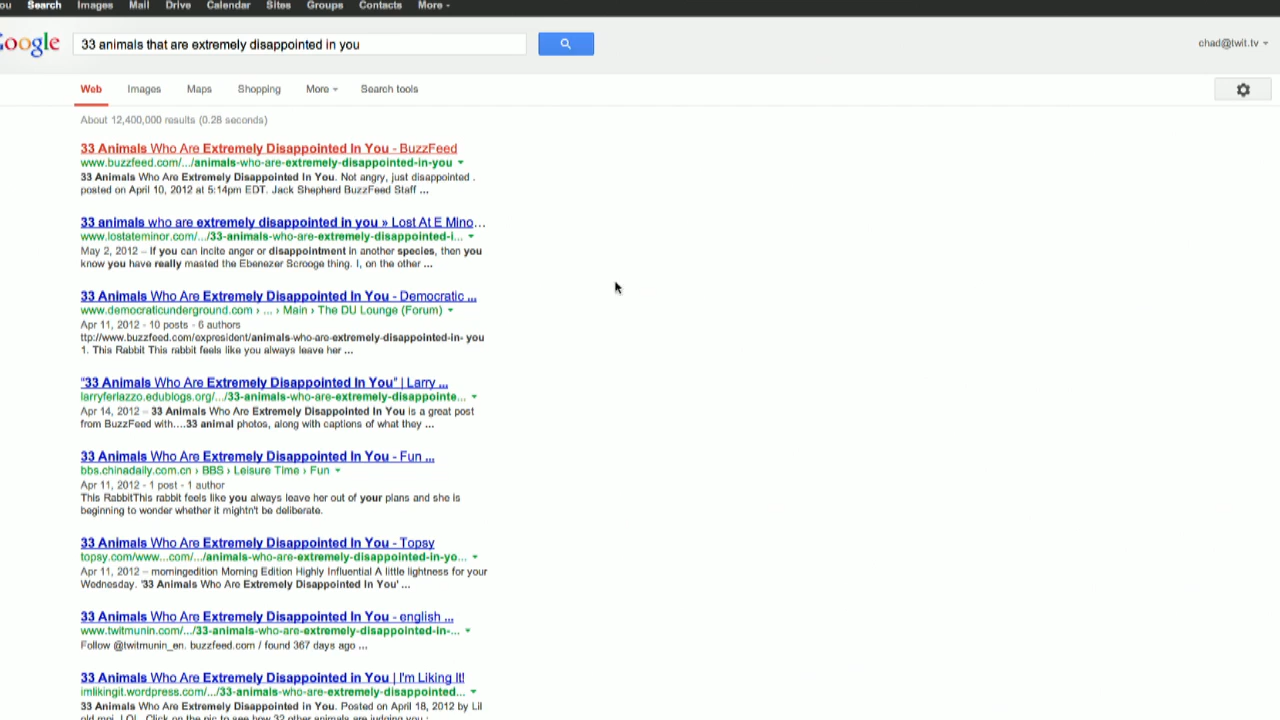 Search Images Mail Drive Calendar Sites Groups Contacts More
33 animals that are extremely disappointed in you
chad@twit.tv
Web Images Maps Shopping More Search tools
About 12,400,000 results (0.28 seconds)
33 Animals Who Are Extremely Disappointed In You - BuzzFeed
www.buzzfeed.com/.../animals-who-are-extremely-disappointed-in-you
33 Animals Who Are Extremely Disappointed In You. Not angry, just disappointed .
posted on April 10, 2012 at 5:14pm EDT. Jack Shepherd BuzzFeed Staff ...
33 animals who are extremely disappointed in you » Lost At E Mino...
www.lostateminor.com/.../33-animals-who-are-extremely-disappointed-i...
May 2, 2012 – If you can incite anger or disappointment in another species, then you
know you have really masted the Ebenezer Scrooge thing. I, on the other ...
33 Animals Who Are Extremely Disappointed In You - Democratic ...
www.democraticunderground.com › ... › Main › The DU Lounge (Forum)
Apr 11, 2012 - 10 posts - 6 authors
ttp://www.buzzfeed.com/expresident/animals-who-are-extremely-disappointed-in- you
1. This Rabbit This rabbit feels like you always leave her ...
"33 Animals Who Are Extremely Disappointed In You" | Larry ...
larryferlazzo.edublogs.org/.../33-animals-who-are-extremely-disappointe...
Apr 14, 2012 – 33 Animals Who Are Extremely Disappointed In You is a great post
from BuzzFeed with....33 animal photos, along with captions of what they ...
33 Animals Who Are Extremely Disappointed In You - Fun ...
bbs.chinadaily.com.cn › BBS › Leisure Time › Fun
Apr 11, 2012 - 1 post - 1 author
This RabbitThis rabbit feels like you always leave her out of your plans and she is
beginning to wonder whether it mightn't be deliberate.
33 Animals Who Are Extremely Disappointed In You - Topsy
topsy.com/www...com/.../animals-who-are-extremely-disappointed-in-yo...
Apr 11, 2012 – morningedition Morning Edition Highly Influential A little lightness for your
Wednesday. '33 Animals Who Are Extremely Disappointed In You' ...
33 Animals Who Are Extremely Disappointed In You - english ...
www.twitmunin.com/.../33-animals-who-are-extremely-disappointed-in-...
Follow @twitmunin_en. buzzfeed.com / found 367 days ago ...
33 Animals Who Are Extremely Disappointed in You | I'm Liking It!
imlikingit.wordpress.com/.../33-animals-who-are-extremely-disappointed...
33 Animals Who Are Extremely Disappointed In You. Posted on April 18, 2012 by Lil
old moi. LOL. Click on the pic to see how 32 other animals are judging you :